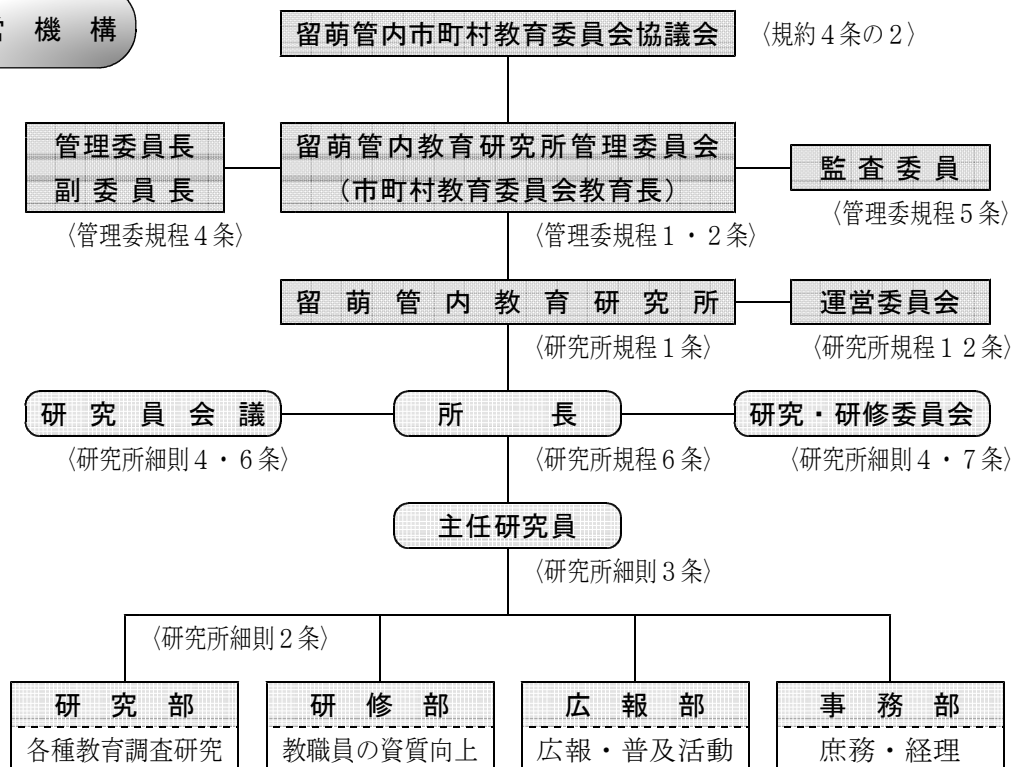 営 機 構
留萌管内市町村教育委員会協議会 〈規約4条の2〉
管理委員長
副委員長
〈管理委規程4条〉
留萌管内教育研究所管理委員会
(市町村教育委員会教育長)
〈管理委規程1・2条〉
監査委員
〈管理委規程5条〉
留萌管内教育研究所
〈研究所規程1条〉
運営委員会
〈研究所規程12条〉
研究員会議
〈研究所細則4・6条〉
所 長
〈研究所規程6条〉
研究・研修委員会
〈研究所細則4・7条〉
主任研究員
〈研究所細則3条〉
〈研究所細則2条〉
研究部
各種教育調査研究
研修部
教職員の資質向上
広報部
広報・普及活動
事務部
庶務・経理